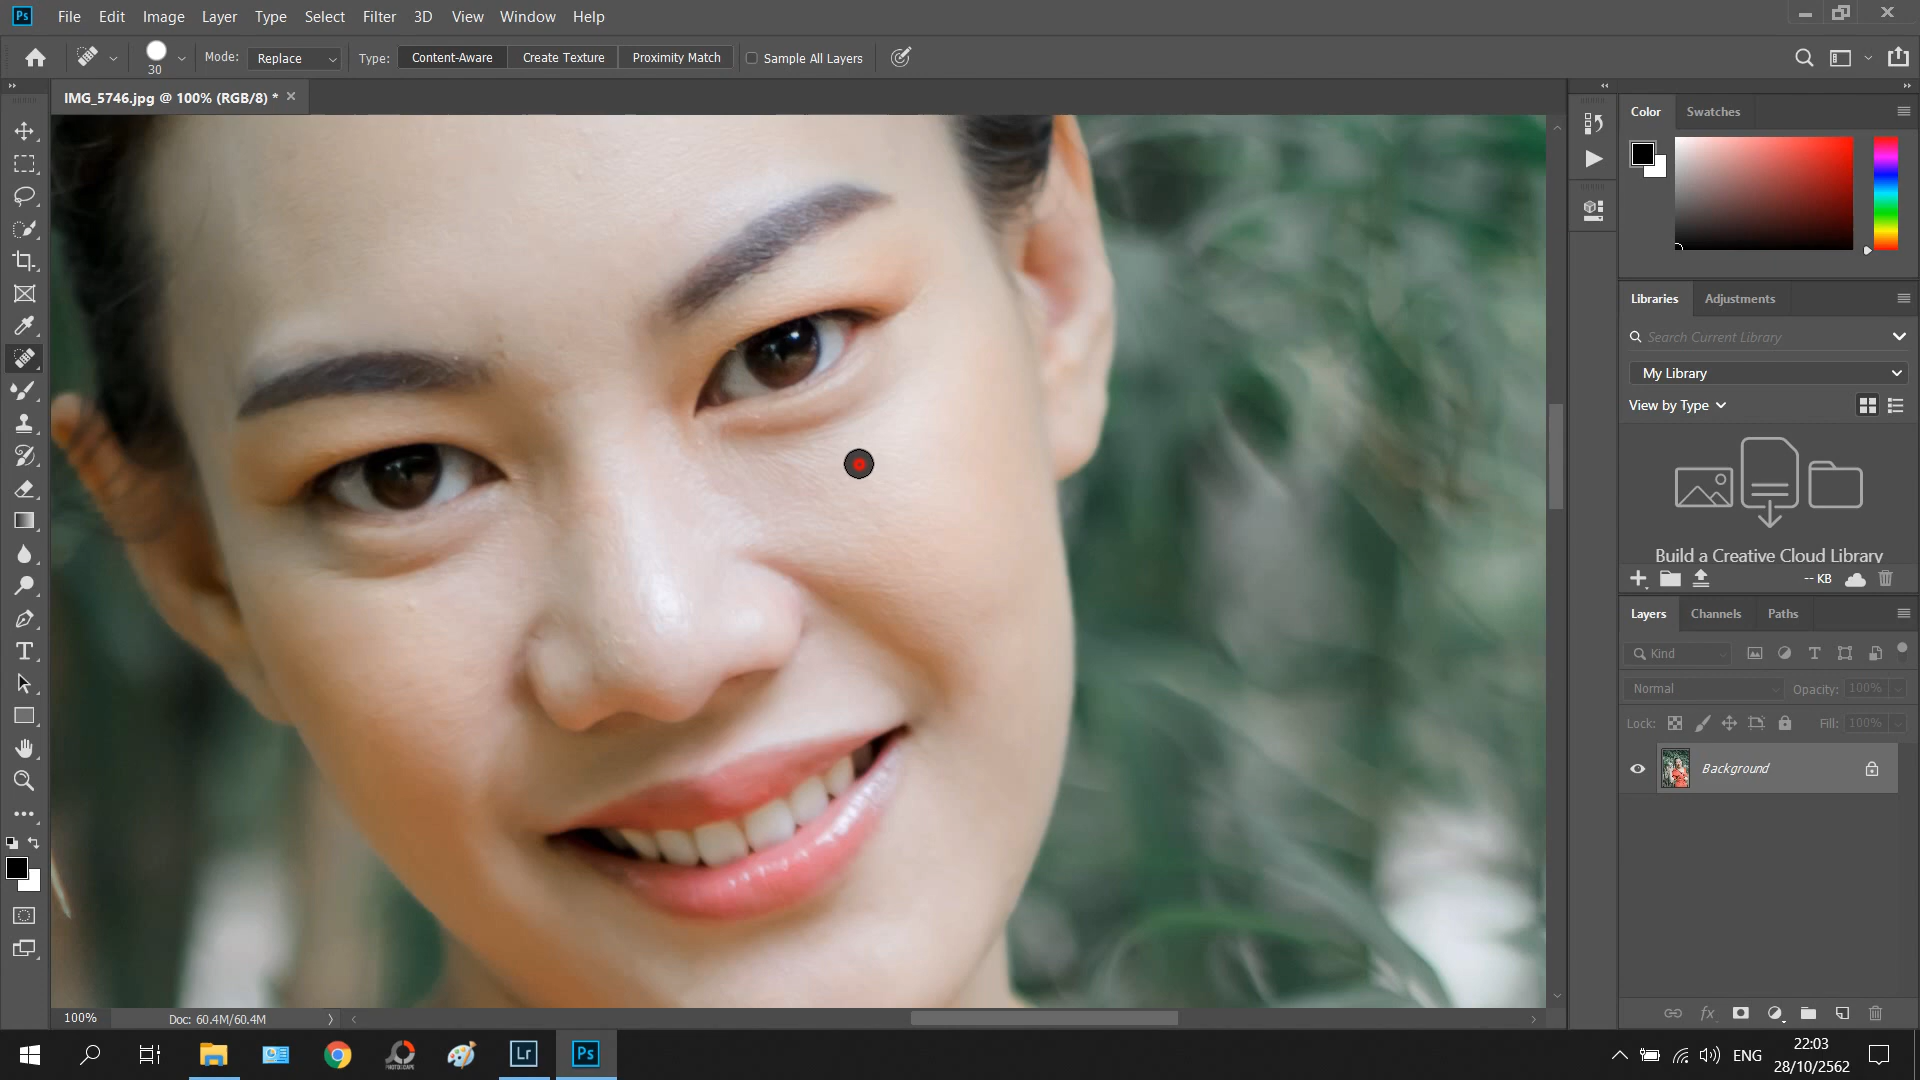 Ps File Edit Image Layer Type Select Filter 3D View Window Help
30 Mode: Replace Type: Content-Aware Create Texture Proximity Match Sample All Layers
IMG_5746.jpg @ 100% (RGB/8) * ×
Color Swatches
Libraries Adjustments
Search Current Library
My Library
View by Type
Build a Creative Cloud Library
-- KB
Layers Channels Paths
Kind
Normal Opacity: 100%
Lock: Fill: 100%
Background
fx
100% Doc: 60.4M/60.4M
PHOTOSCAPE Lr Ps ENG
22:03
28/10/2562